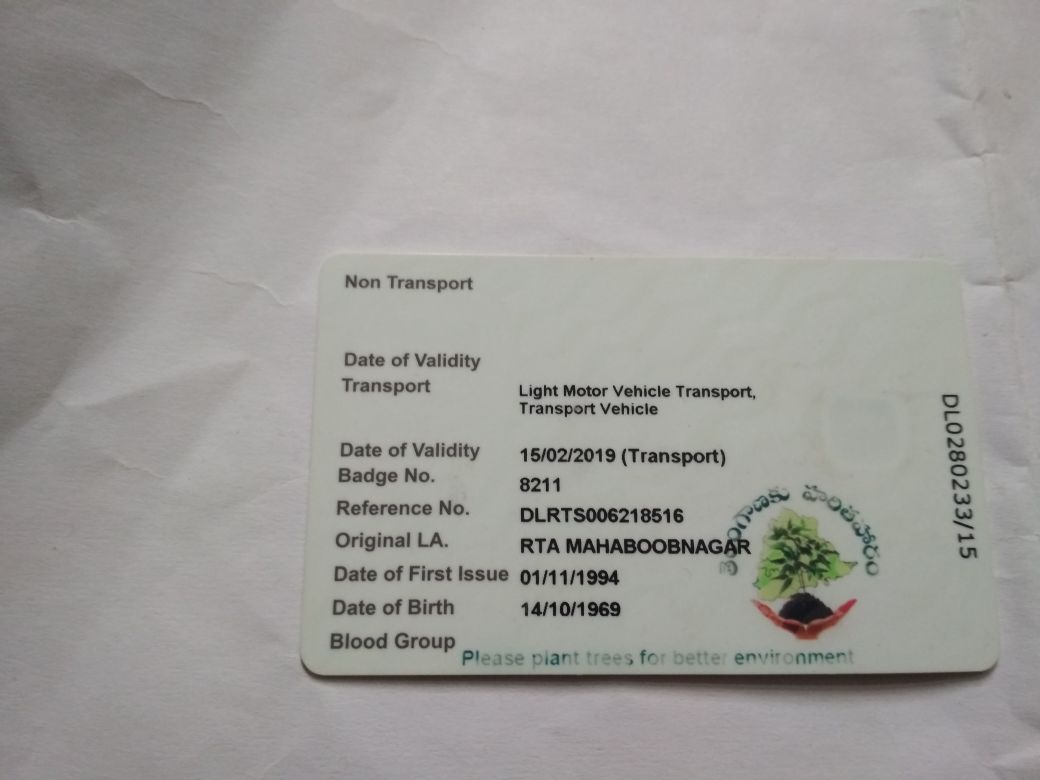 Non Transport
Date of Validity
Transport Light Motor Vehicle Transport,
Transport Vehicle
Date of Validity 15/02/2019 (Transport)
Badge No. 8211
Reference No. DLRTS006218516
Original LA. RTA MAHABOOBNAGAR
Date of First Issue 01/11/1994
Date of Birth 14/10/1969
Blood Group
Please plant trees for better environment
తెలంగాణకు హరితహారం
DL0280233/15